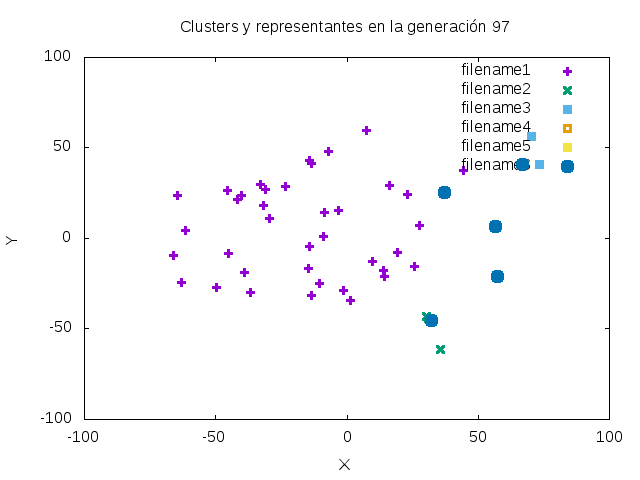 Clusters y representantes en la generación 97
100
50
0
-50
-100
-100
-50
0
50
100
Y
X
filename1
filename2
filename3
filename4
filename5
filename